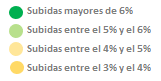 Subidas mayores de 6%
Subidas entre el 5% y el 6%
Subidas entre el 4% y el 5%
Subidas entre el 3% y el 4%